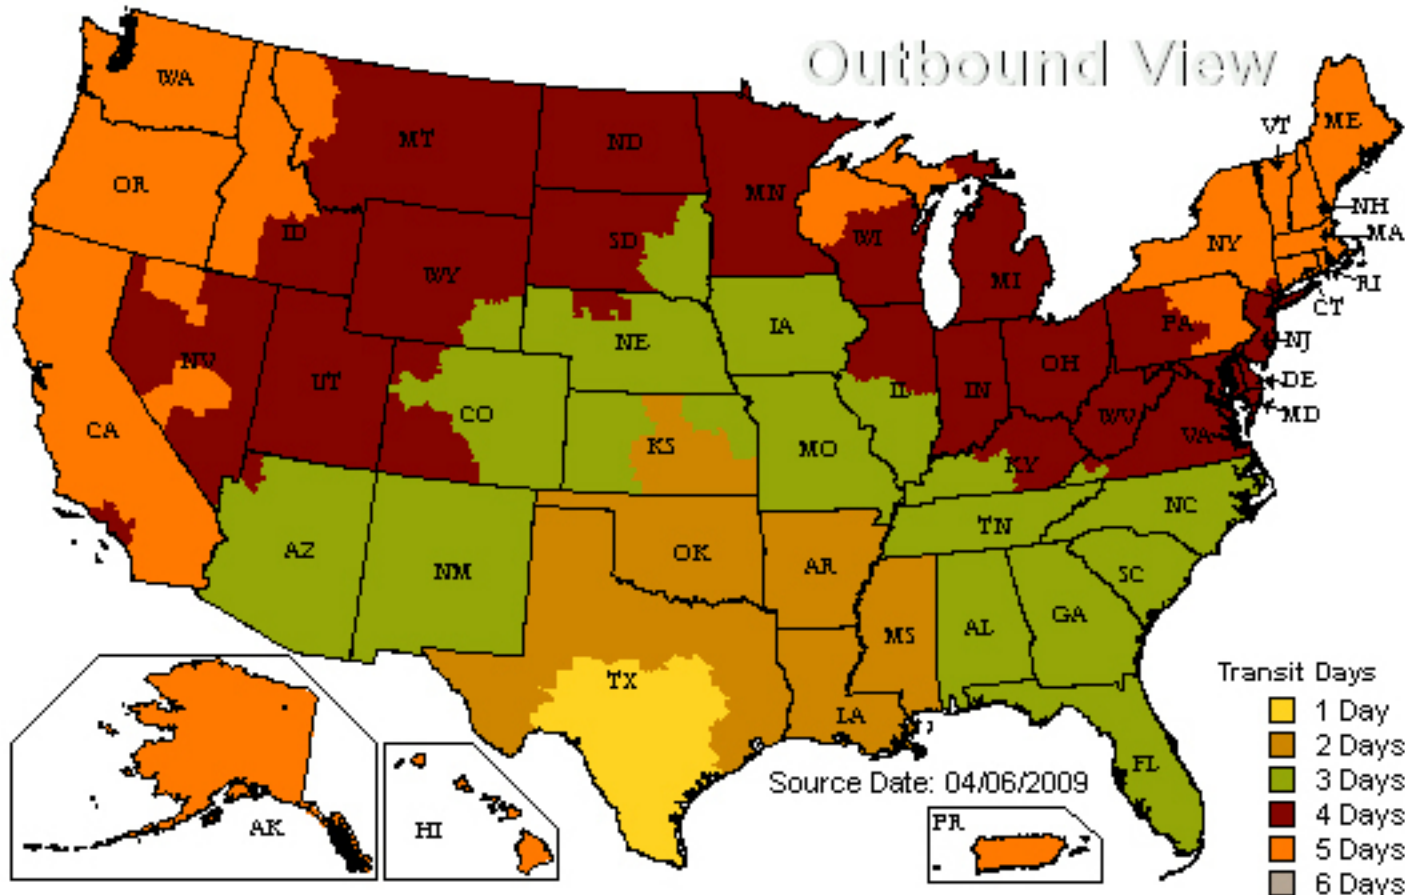 Outbound View
WA
MT
ND
MN
VT
ME
OR
ID
SD
WI
MI
NY
NH
MA
WY
RI
CT
IA
PA
NJ
NV
UT
NE
OH
CO
IL
IN
DE
MD
CA
KS
MO
WV
VA
KY
AZ
NM
OK
AR
TN
NC
SC
MS
AL
GA
TX
LA
FL
Transit Days
1 Day
2 Days
3 Days
4 Days
5 Days
6 Days
Source Date: 04/06/2009
AK
HI
PR